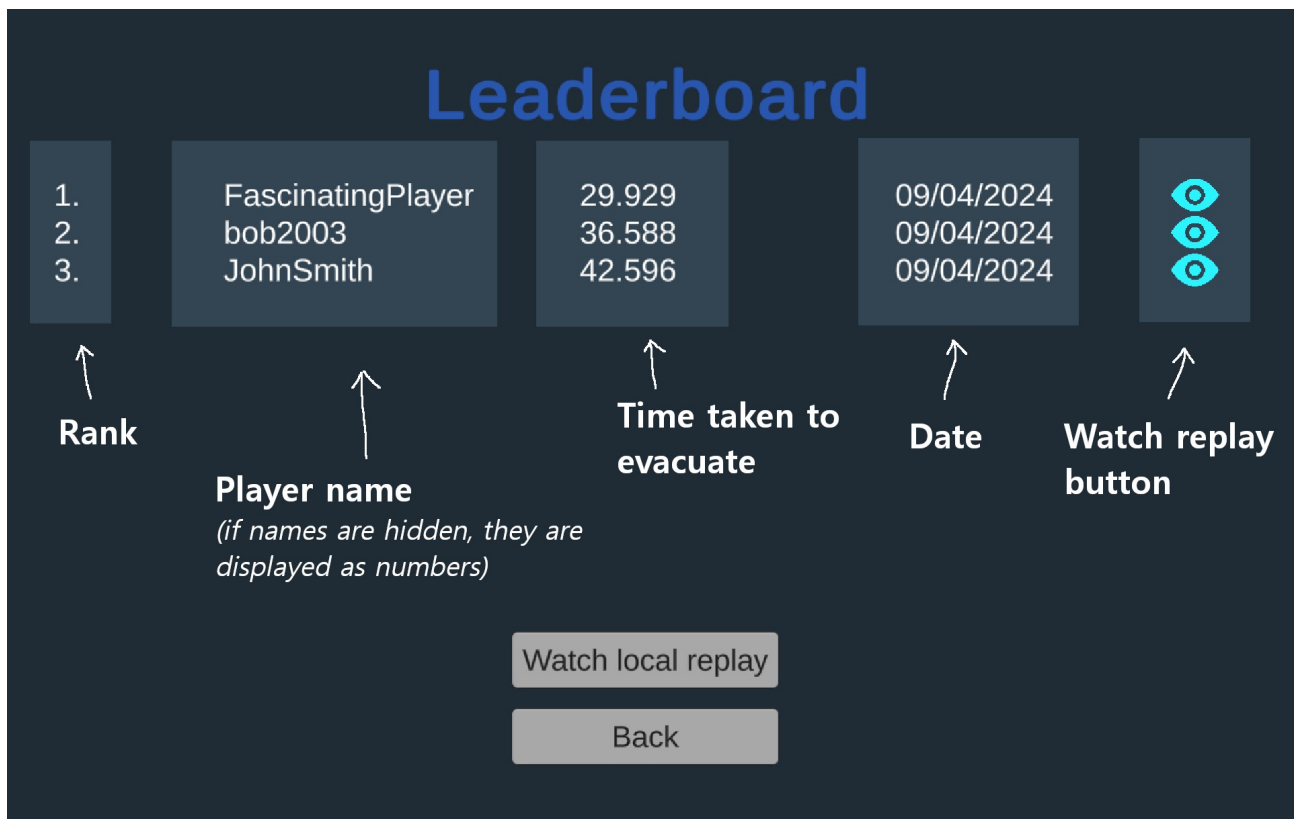 Leaderboard
1. FascinatingPlayer 29.929 09/04/2024
2. bob2003 36.588 09/04/2024
3. JohnSmith 42.596 09/04/2024
Rank
Player name
(if names are hidden, they are
displayed as numbers)
Time taken to
evacuate
Date
Watch replay
button
Watch local replay
Back